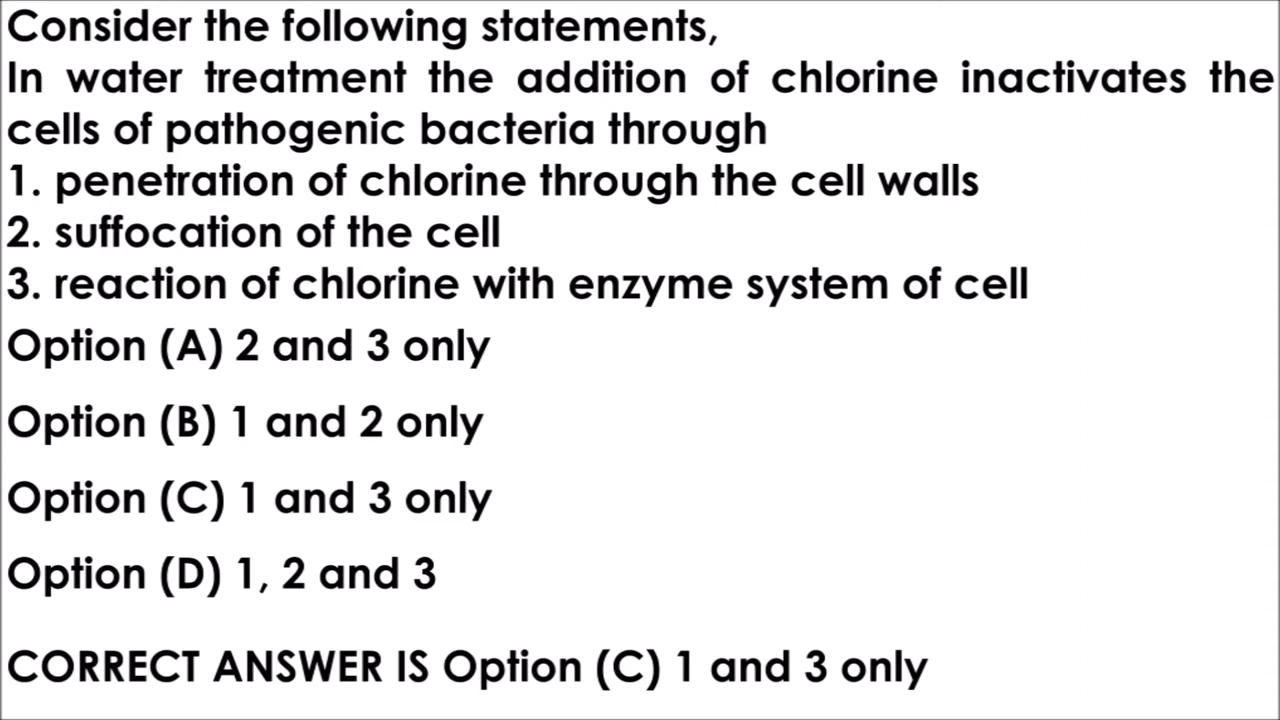 Consider the following statements,
In water treatment the addition of chlorine inactivates the
cells of pathogenic bacteria through
1. penetration of chlorine through the cell walls
2. suffocation of the cell
3. reaction of chlorine with enzyme system of cell
Option (A) 2 and 3 only
Option (B) 1 and 2 only
Option (C) 1 and 3 only
Option (D) 1, 2 and 3
CORRECT ANSWER IS Option (C) 1 and 3 only